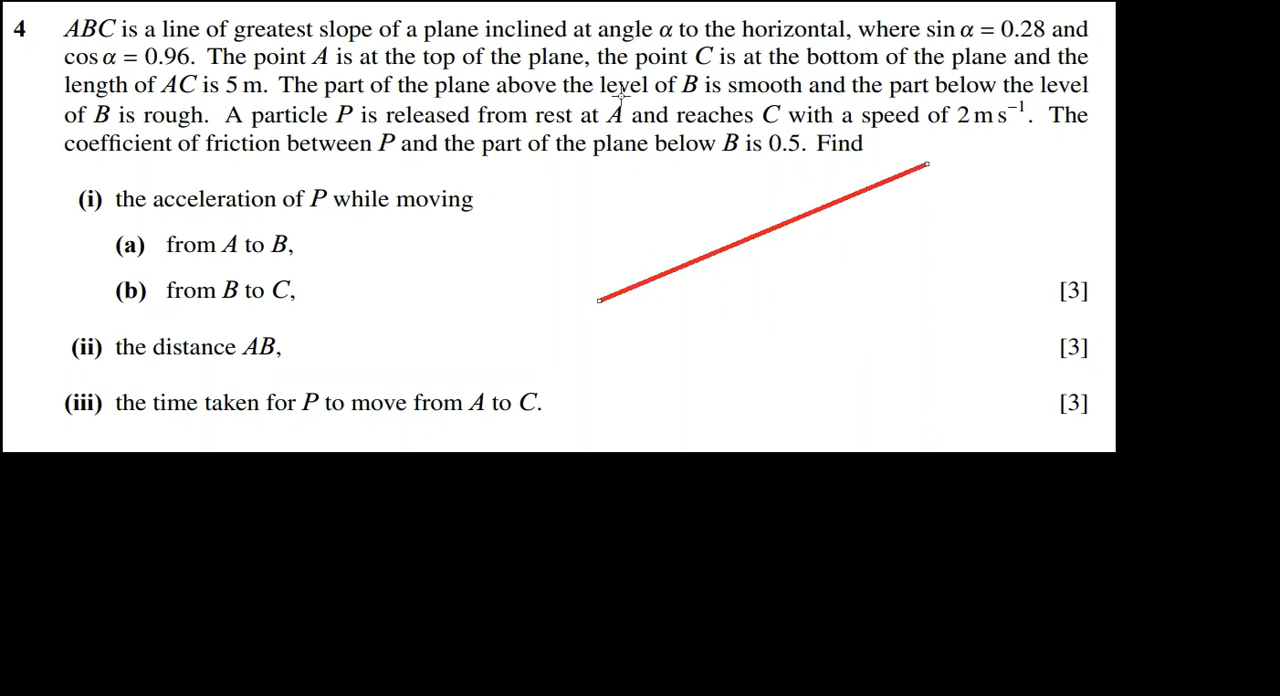 4 ABC is a line of greatest slope of a plane inclined at angle α to the horizontal, where sin α = 0.28 and
cos α = 0.96. The point A is at the top of the plane, the point C is at the bottom of the plane and the
length of AC is 5 m. The part of the plane above the level of B is smooth and the part below the level
of B is rough. A particle P is released from rest at A and reaches C with a speed of 2 m s⁻¹. The
coefficient of friction between P and the part of the plane below B is 0.5. Find
(i) the acceleration of P while moving
(a) from A to B,
(b) from B to C, [3]
(ii) the distance AB, [3]
(iii) the time taken for P to move from A to C. [3]